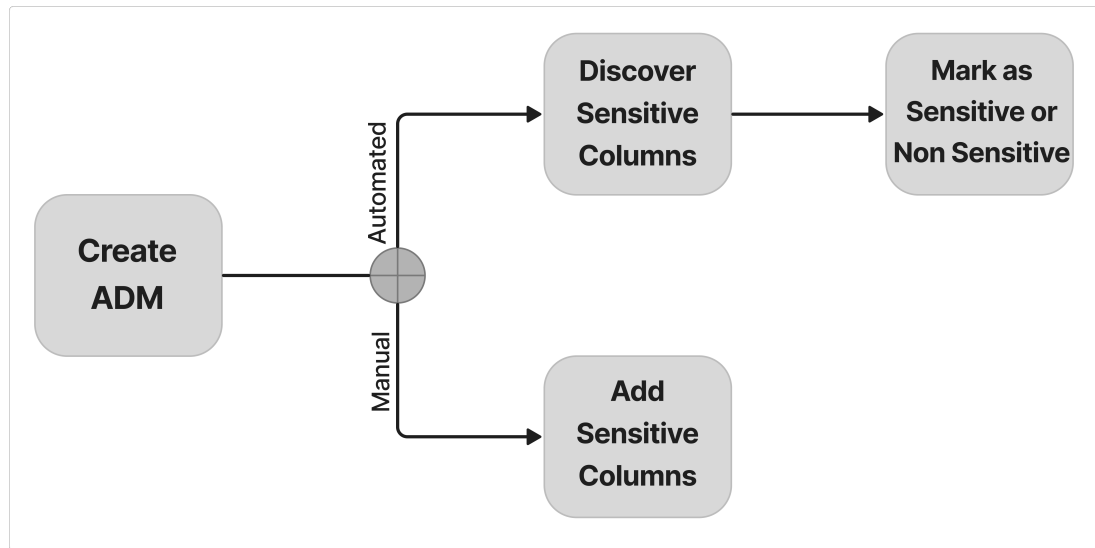 Create
ADM
Automated
Manual
Discover
Sensitive
Columns
Mark as
Sensitive or
Non Sensitive
Add
Sensitive
Columns